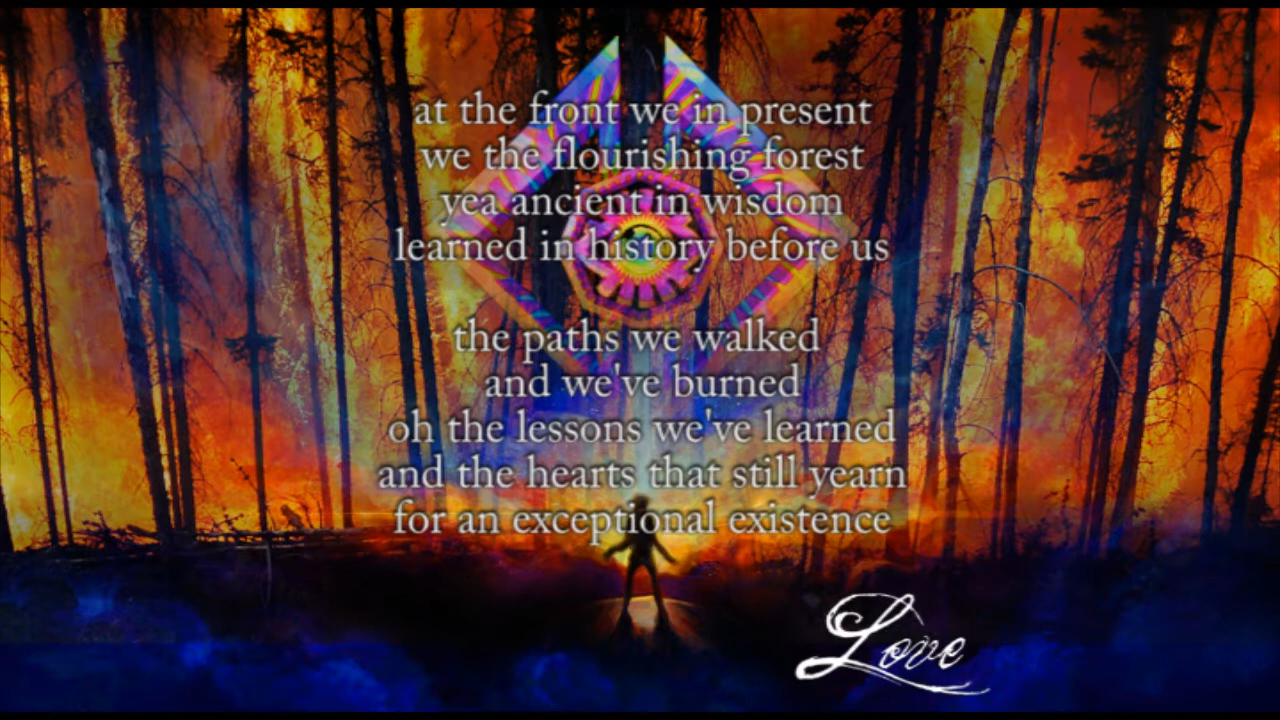 at the front we in present
we the flourishing forest
yea ancient in wisdom
learned in history before us
the paths we walked
and we've burned
oh the lessons we've learned
and the hearts that still yearn
for an exceptional existence
Love